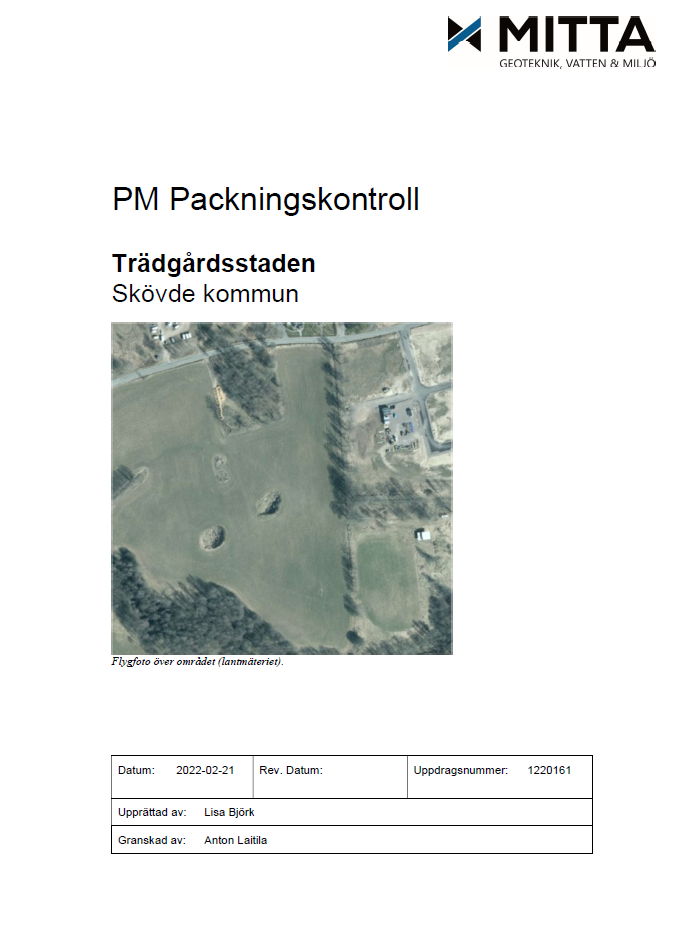 MITTA
GEOTEKNIK, VATTEN & MILJÖ
PM Packningskontroll
Trädgårdsstaden
Skövde kommun
Flygfoto över området (lantmäteriet).
Datum: 2022-02-21 Rev. Datum: Uppdragsnummer: 1220161
Upprättad av: Lisa Björk
Granskad av: Anton Laitila